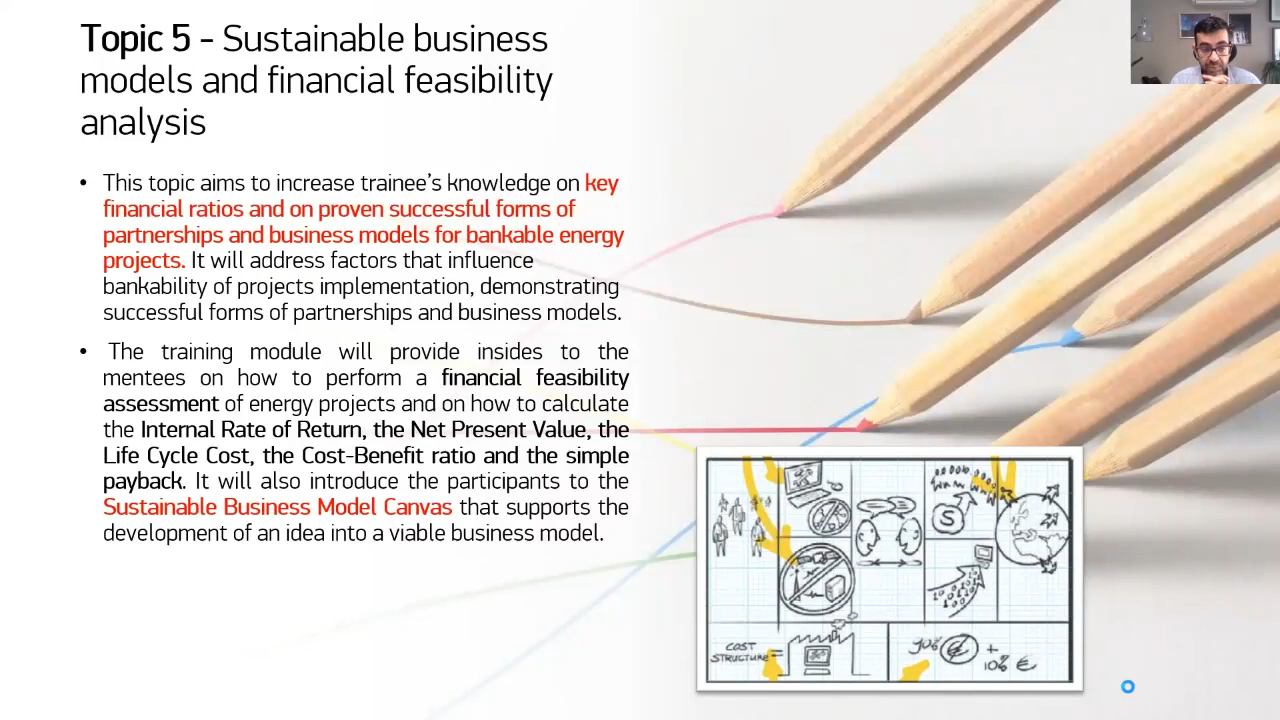 Topic 5 - Sustainable business
models and financial feasibility
analysis
• This topic aims to increase trainee's knowledge on key
financial ratios and on proven successful forms of
partnerships and business models for bankable energy
projects. It will address factors that influence
bankability of projects implementation, demonstrating
successful forms of partnerships and business models.
• The training module will provide insides to the
mentees on how to perform a financial feasibility
assessment of energy projects and on how to calculate
the Internal Rate of Return, the Net Present Value, the
Life Cycle Cost, the Cost-Benefit ratio and the simple
payback. It will also introduce the participants to the
Sustainable Business Model Canvas that supports the
development of an idea into a viable business model.
$
COST
STRUCTURE
90% € +
10% €